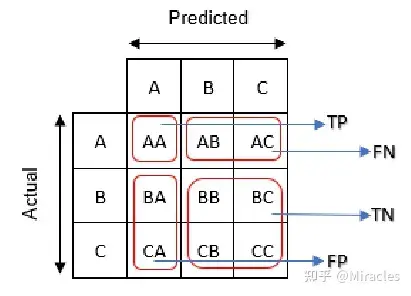 Predicted
A B C
A AA AB AC TP
FN
Actual
B BA BB BC TN
C CA CB CC FP
知乎 @Miracles